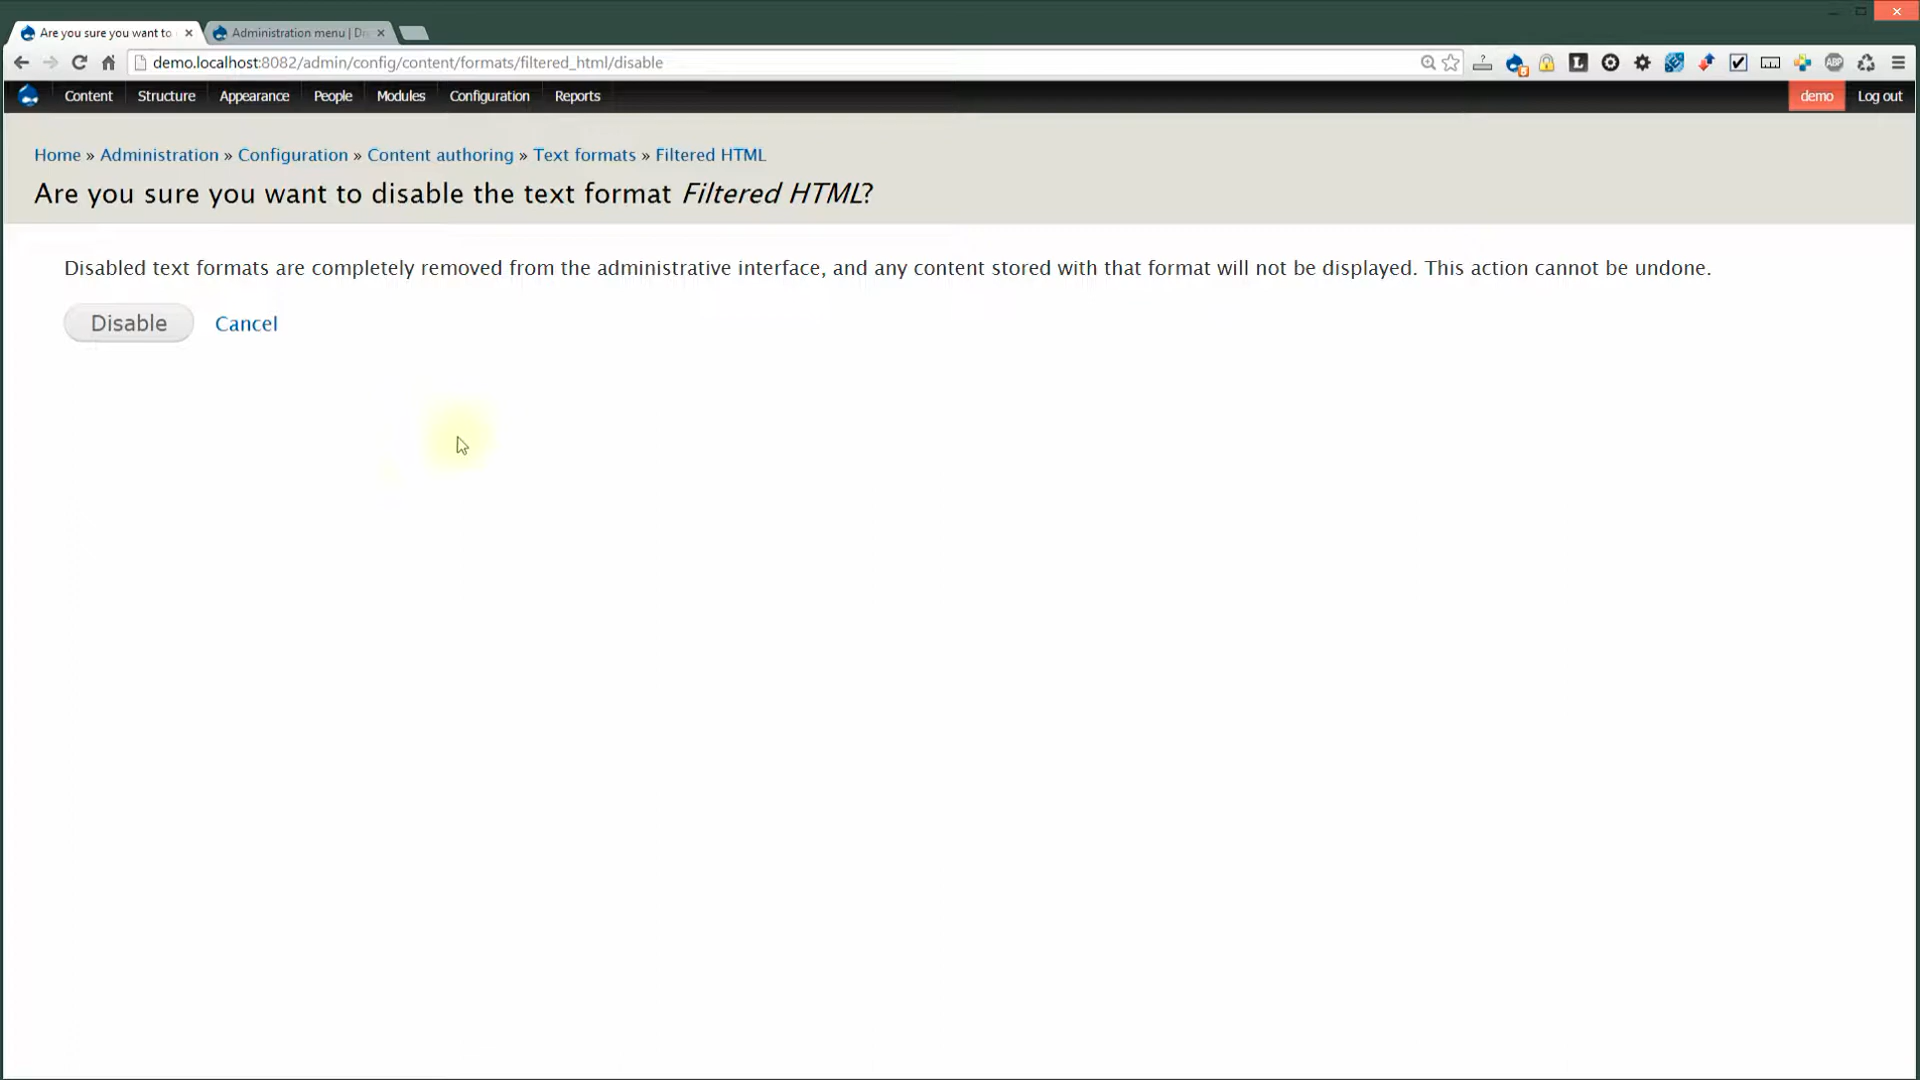 Are you sure you want to
Administration menu | Dr
demo.localhost:8082/admin/config/content/formats/filtered_html/disable
Content Structure Appearance People Modules Configuration Reports demo Log out
Home » Administration » Configuration » Content authoring » Text formats » Filtered HTML
Are you sure you want to disable the text format Filtered HTML?
Disabled text formats are completely removed from the administrative interface, and any content stored with that format will not be displayed. This action cannot be undone.
Disable Cancel